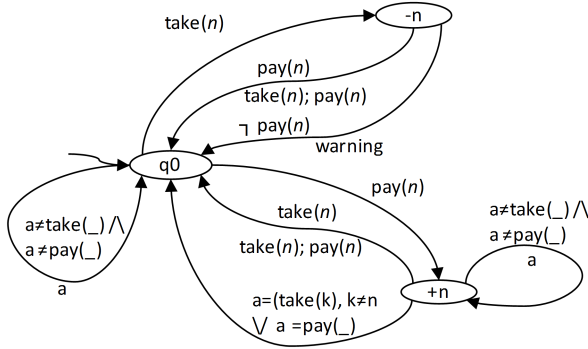 take(n)
-n
pay(n)
take(n); pay(n)
¬ pay(n)
warning
q0
pay(n)
take(n)
take(n); pay(n)
a≠take(_) /\
a ≠pay(_)
a
a≠take(_) /\
a ≠pay(_)
a
+n
a=(take(k), k≠n
\/ a =pay(_)